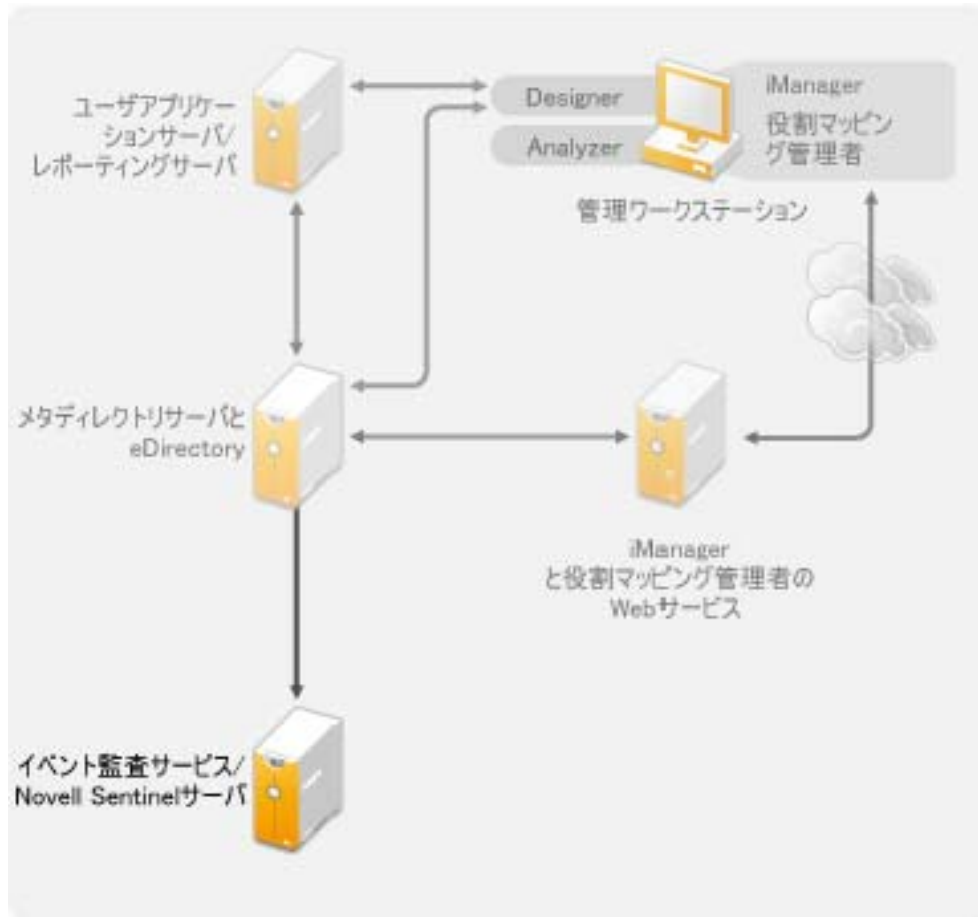 ユーザアプリケー
ションサーバ/
レポーティングサーバ
Designer
Analyzer
iManager
役割マッピン
グ管理者
管理ワークステーション
メタディレクトリサーバと
eDirectory
iManager
と役割マッピング管理者の
Webサービス
イベント監査サービス/
Novell Sentinelサーバ